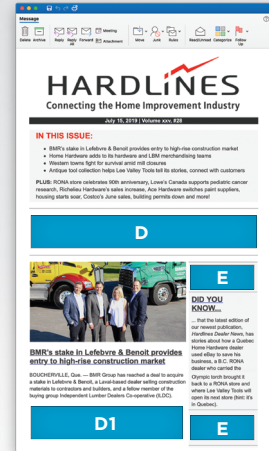 Message
Delete Archive Reply Reply All Forward Meeting Attachment Move Junk Rules Read/Unread Categories Follow Up
HARDLINES
Connecting the Home Improvement Industry
July 15, 2019 | Volume xxv, #28
IN THIS ISSUE:
• BMR's stake in Lefebvre & Benoit provides entry to high-rise construction market
• Home Hardware adds to its hardware and LBM merchandising teams
• Western towns fight for survival amid mill closures
• Antique tool collection helps Lee Valley Tools tell its stories, connect with customers
PLUS: RONA store celebrates 90th anniversary, Lowe's Canada supports pediatric cancer
research, Richelieu Hardware's sales increase, Ace Hardware switches paint suppliers,
housing starts soar, Costco's June sales, building permits down and more!
D
BMR's stake in Lefebvre & Benoit provides
entry to high-rise construction market
BOUCHERVILLE, Que. — BMR Group has reached a deal to acquire
a stake in Lefebvre & Benoit, a Laval-based dealer selling construction
materials to contractors and builders, and a fellow member of the
buying group Independent Lumber Dealers Co-operative (ILDC).
D1
E
DID YOU
KNOW...
... that the latest edition of
our newest publication,
Hardlines Dealer News, has
stories about how a Quebec
Home Hardware dealer
used eBay to save his
business, a B.C. RONA
dealer who carried the
Olympic torch brought it
back to a RONA store and
where Lee Valley Tools will
open its next store (hint: it's
in Quebec).
E